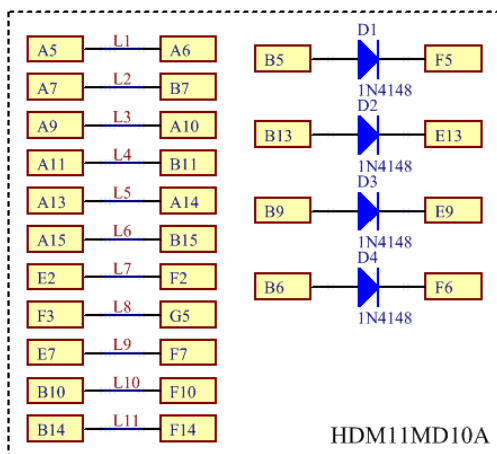 A5 L1 A6
A7 L2 B7
A9 L3 A10
A11 L4 B11
A13 L5 A14
A15 L6 B15
E2 L7 F2
F3 L8 G5
E7 L9 F7
B10 L10 F10
B14 L11 F14
D1
B5 F5
1N4148
D2
B13 E13
1N4148
D3
B9 E9
1N4148
D4
B6 F6
1N4148
HDM11MD10A